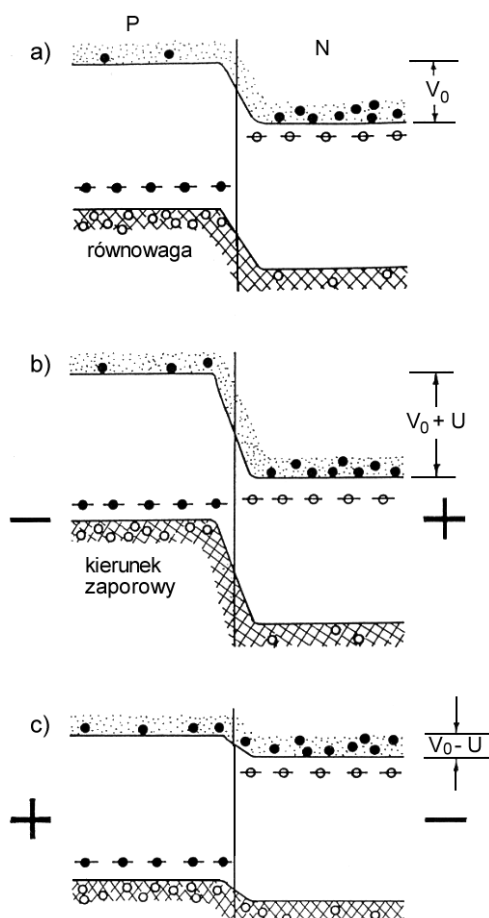 P
N
a)
V₀
równowaga
b)
V₀ + U
−
+
kierunek
zaporowy
c)
V₀ - U
+
−